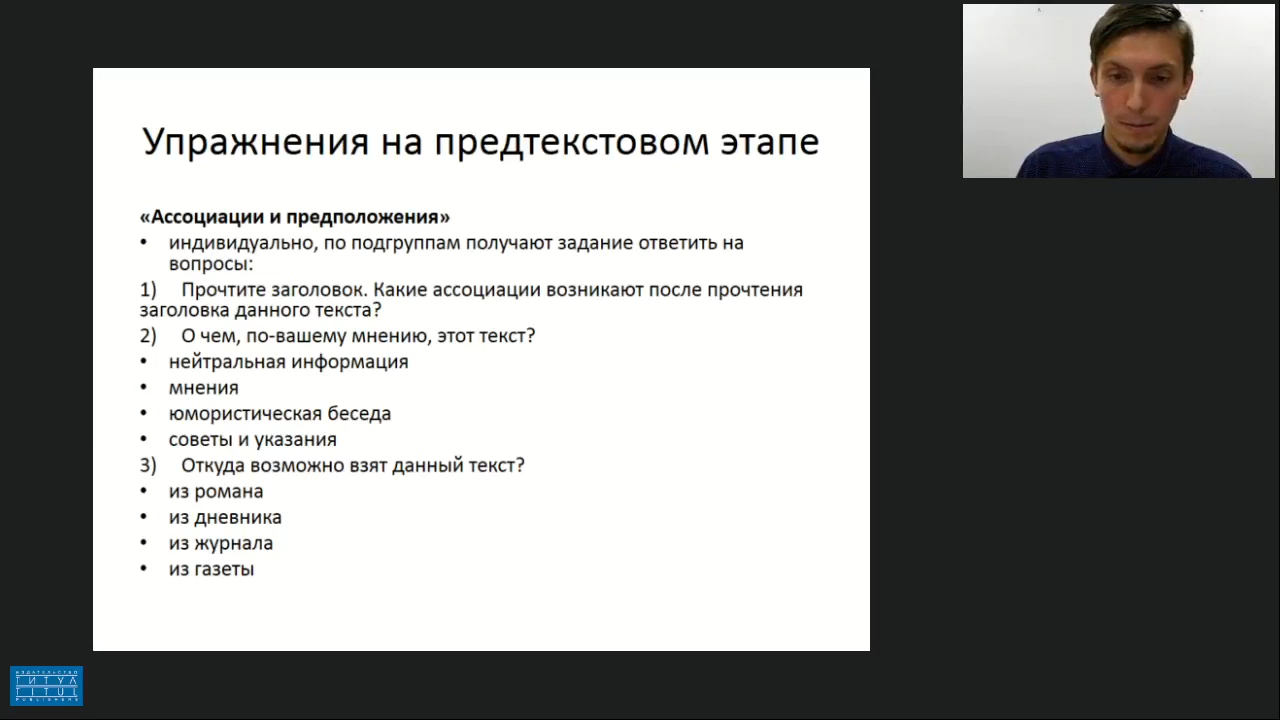 Упражнения на предтекстовом этапе
«Ассоциации и предположения»
• индивидуально, по подгруппам получают задание ответить на
вопросы:
1) Прочтите заголовок. Какие ассоциации возникают после прочтения
заголовка данного текста?
2) О чем, по-вашему мнению, этот текст?
• нейтральная информация
• мнения
• юмористическая беседа
• советы и указания
3) Откуда возможно взят данный текст?
• из романа
• из дневника
• из журнала
• из газеты
ИЗДАТЕЛЬСТВО
ТИТУЛ
TITUL
PUBLISHERS